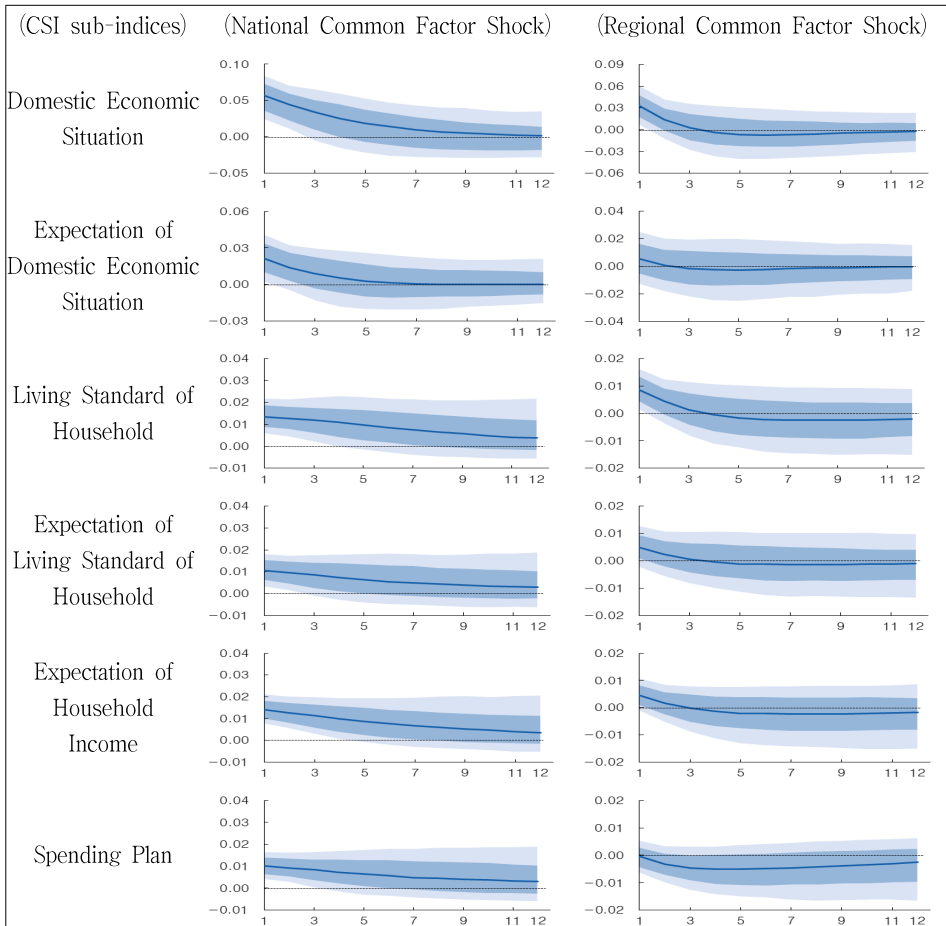 (CSI sub-indices) (National Common Factor Shock) (Regional Common Factor Shock)
Domestic Economic
Situation
0.10
0.05
0.00
−0.05
1 3 5 7 9 11 12
0.09
0.06
0.03
0.00
−0.03
−0.06
1 3 5 7 9 11 12
Expectation of
Domestic Economic
Situation
0.06
0.03
0.00
−0.03
1 3 5 7 9 11 12
0.04
0.02
0.00
−0.02
−0.04
1 3 5 7 9 11 12
Living Standard of
Household
0.04
0.03
0.02
0.01
0.00
−0.01
1 3 5 7 9 11 12
0.02
0.01
0.00
−0.01
−0.02
1 3 5 7 9 11 12
Expectation of
Living Standard of
Household
0.04
0.03
0.02
0.01
0.00
−0.01
1 3 5 7 9 11 12
0.02
0.01
0.00
−0.01
−0.02
1 3 5 7 9 11 12
Expectation of
Household
Income
0.04
0.03
0.02
0.01
0.00
−0.01
1 3 5 7 9 11 12
0.02
0.01
0.00
−0.01
−0.02
1 3 5 7 9 11 12
Spending Plan
0.04
0.03
0.02
0.01
0.00
−0.01
1 3 5 7 9 11 12
0.02
0.01
0.00
−0.01
−0.02
1 3 5 7 9 11 12